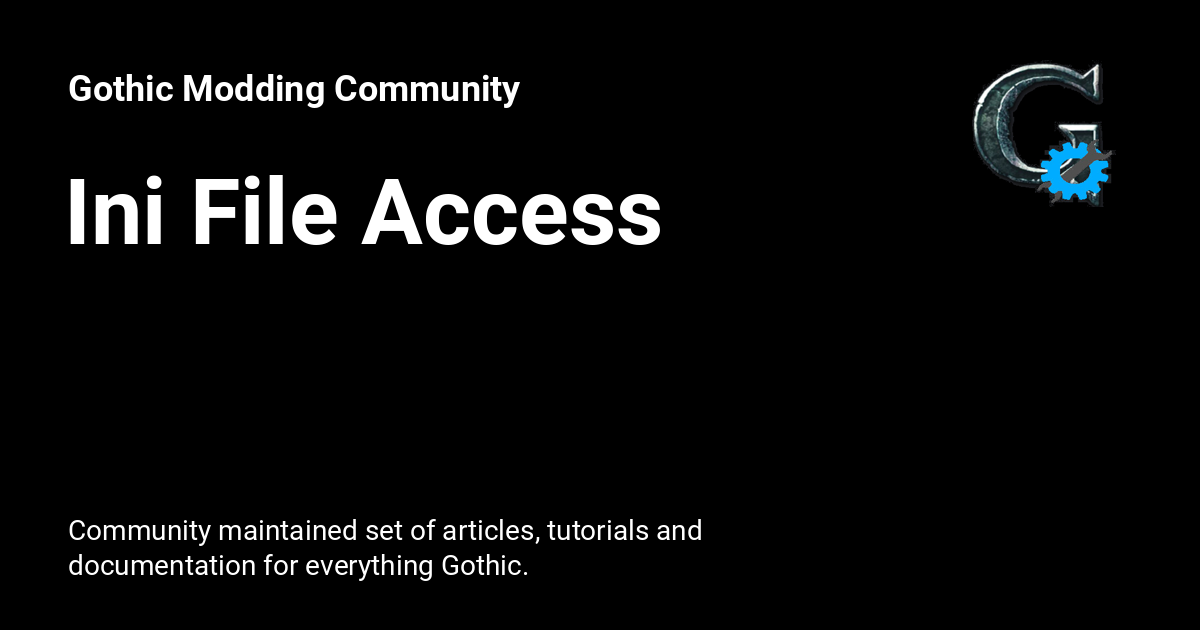 Gothic Modding Community
Ini File Access
Community maintained set of articles, tutorials and
documentation for everything Gothic.